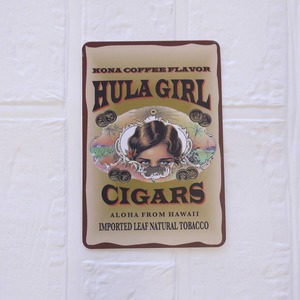 KONA COFFEE FLAVOR
HULA GIRL
CIGARS
ALOHA FROM HAWAII
IMPORTED LEAF NATURAL TOBACCO